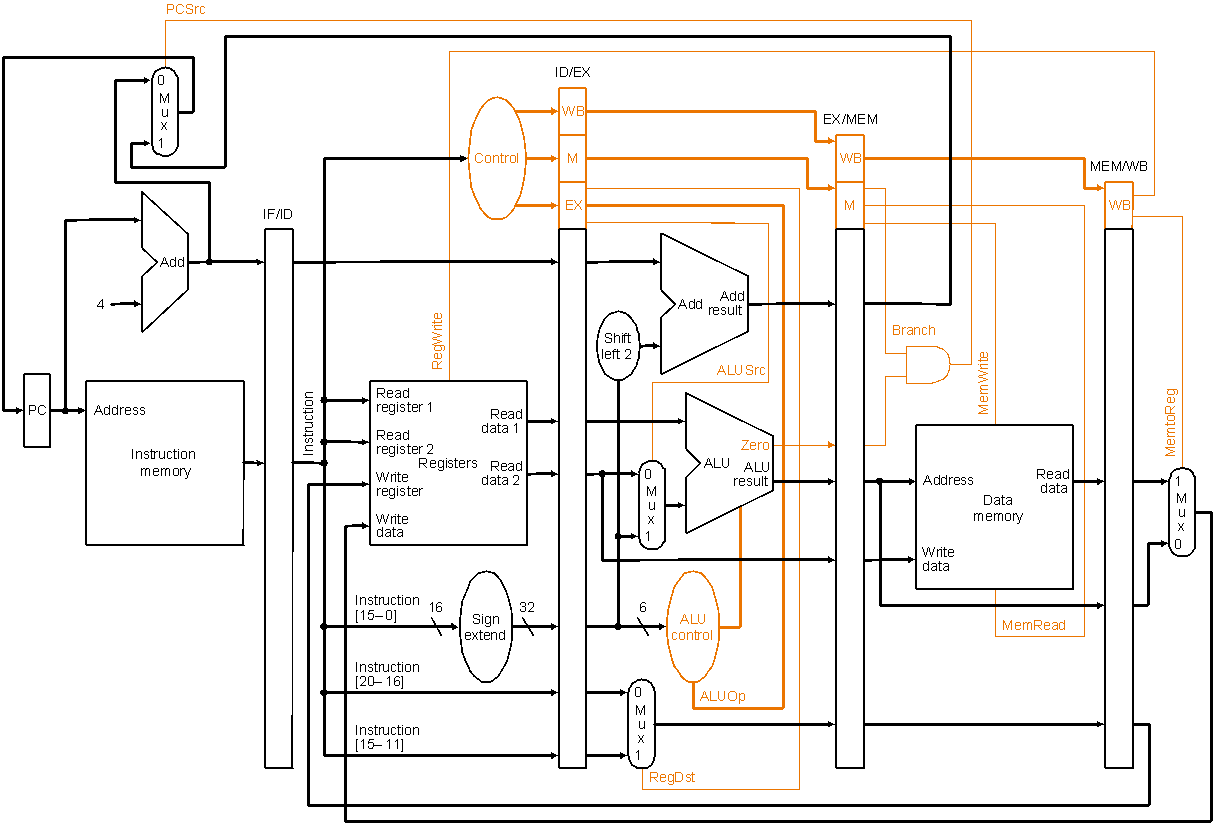 PCSrc
ID/EX
EX/MEM
MEM/WB
IF/ID
0
M
u
x
1
Control
WB
M
EX
WB
M
WB
Add
4
RegWrite
Shift
left 2
Add
Add
result
ALUSrc
Branch
MemWrite
MemtoReg
PC
Address
Instruction
memory
Instruction
Read
register 1
Read
register 2
Write
register
Write
data
Registers
Read
data 1
Read
data 2
0
M
u
x
1
ALU
Zero
ALU
result
Address
Write
data
Data
memory
Read
data
1
M
u
x
0
Instruction
[15–0]
16
Sign
extend
32
6
ALU
control
MemRead
Instruction
[20–16]
Instruction
[15–11]
0
M
u
x
1
ALUOp
RegDst